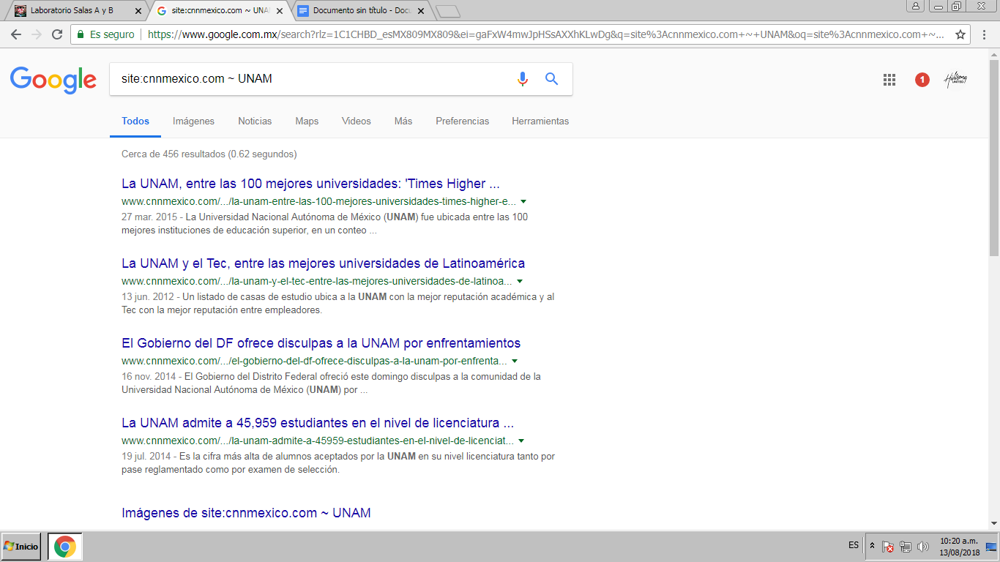 Laboratorio Salas A y B
site:cnnmexico.com ~ UNA
Documento sin título - Docu
Es seguro
https://www.google.com.mx/search?rlz=1C1CHBD_esMX809MX809&ei=gaFxW4mwJpHSsAXXhKLwDg&q=site%3Acnnmexico.com+~+UNAM&oq=site%3Acnnmexico.com+~...
Google
site:cnnmexico.com ~ UNAM
1
Hillsong
UNITED
Todos
Imágenes
Noticias
Maps
Videos
Más
Preferencias
Herramientas
Cerca de 456 resultados (0.62 segundos)
La UNAM, entre las 100 mejores universidades: 'Times Higher ...
www.cnnmexico.com/.../la-unam-entre-las-100-mejores-universidades-times-higher-e...
27 mar. 2015 - La Universidad Nacional Autónoma de México (UNAM) fue ubicada entre las 100
mejores instituciones de educación superior, en un conteo ...
La UNAM y el Tec, entre las mejores universidades de Latinoamérica
www.cnnmexico.com/.../la-unam-y-el-tec-entre-las-mejores-universidades-de-latinoa...
13 jun. 2012 - Un listado de casas de estudio ubica a la UNAM con la mejor reputación académica y al
Tec con la mejor reputación entre empleadores.
El Gobierno del DF ofrece disculpas a la UNAM por enfrentamientos
www.cnnmexico.com/.../el-gobierno-del-df-ofrece-disculpas-a-la-unam-por-enfrenta...
16 nov. 2014 - El Gobierno del Distrito Federal ofreció este domingo disculpas a la comunidad de la
Universidad Nacional Autónoma de México (UNAM) por ...
La UNAM admite a 45,959 estudiantes en el nivel de licenciatura ...
www.cnnmexico.com/.../la-unam-admite-a-45959-estudiantes-en-el-nivel-de-licenciat...
19 jul. 2014 - Es la cifra más alta de alumnos aceptados por la UNAM en su nivel licenciatura tanto por
pase reglamentado como por examen de selección.
Imágenes de site:cnnmexico.com ~ UNAM
Inicio
ES
10:20 a.m.
13/08/2018